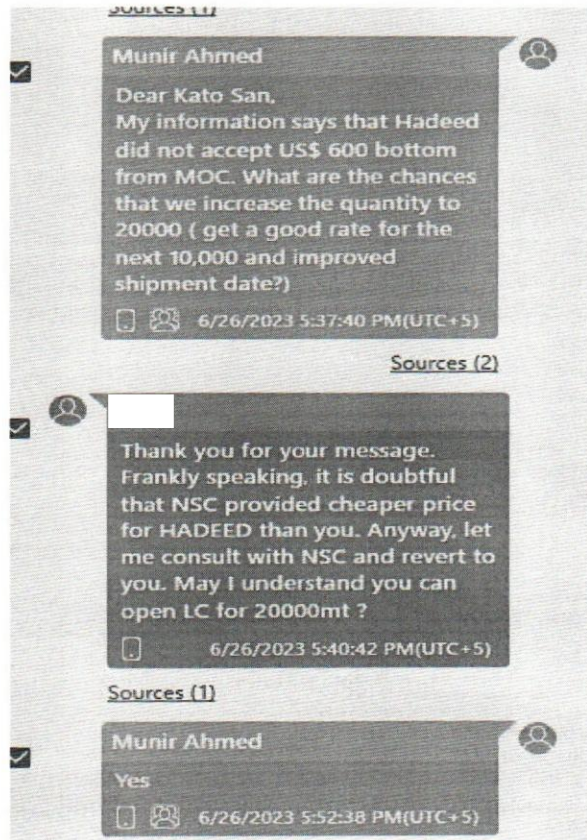 Sources (1)
Munir Ahmed
Dear Kato San,
My information says that Hadeed
did not accept US$ 600 bottom
from MOC. What are the chances
that we increase the quantity to
20000 ( get a good rate for the
next 10,000 and improved
shipment date?)
6/26/2023 5:37:40 PM(UTC+5)
Sources (2)
Thank you for your message.
Frankly speaking, it is doubtful
that NSC provided cheaper price
for HADEED than you. Anyway, let
me consult with NSC and revert to
you. May I understand you can
open LC for 20000mt ?
6/26/2023 5:40:42 PM(UTC+5)
Sources (1)
Munir Ahmed
Yes
6/26/2023 5:52:38 PM(UTC+5)